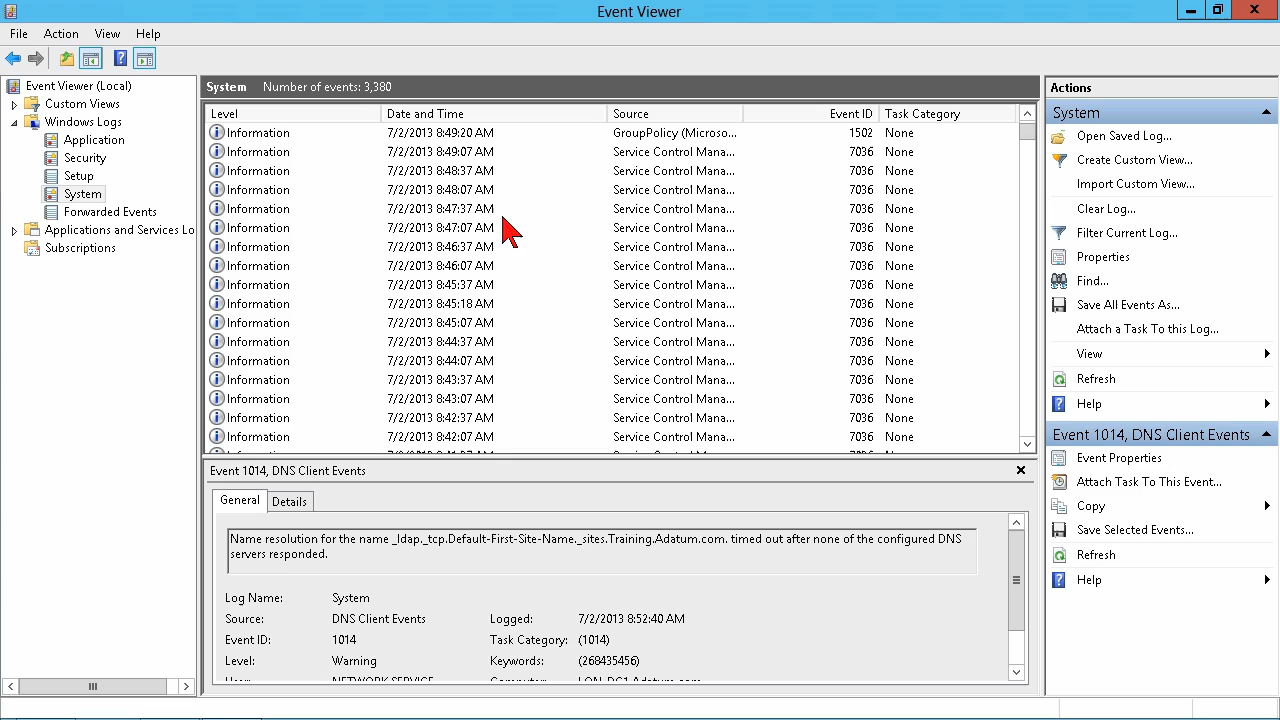 Event Viewer
File Action View Help
Event Viewer (Local)
Custom Views
Windows Logs
Application
Security
Setup
System
Forwarded Events
Applications and Services Lo
Subscriptions
System Number of events: 3,380
Level Date and Time Source Event ID Task Category
Information 7/2/2013 8:49:20 AM GroupPolicy (Microso... 1502 None
Information 7/2/2013 8:49:07 AM Service Control Mana... 7036 None
Information 7/2/2013 8:48:37 AM Service Control Mana... 7036 None
Information 7/2/2013 8:48:07 AM Service Control Mana... 7036 None
Information 7/2/2013 8:47:37 AM Service Control Mana... 7036 None
Information 7/2/2013 8:47:07 AM Service Control Mana... 7036 None
Information 7/2/2013 8:46:37 AM Service Control Mana... 7036 None
Information 7/2/2013 8:46:07 AM Service Control Mana... 7036 None
Information 7/2/2013 8:45:37 AM Service Control Mana... 7036 None
Information 7/2/2013 8:45:18 AM Service Control Mana... 7036 None
Information 7/2/2013 8:45:07 AM Service Control Mana... 7036 None
Information 7/2/2013 8:44:37 AM Service Control Mana... 7036 None
Information 7/2/2013 8:44:07 AM Service Control Mana... 7036 None
Information 7/2/2013 8:43:37 AM Service Control Mana... 7036 None
Information 7/2/2013 8:43:07 AM Service Control Mana... 7036 None
Information 7/2/2013 8:42:37 AM Service Control Mana... 7036 None
Information 7/2/2013 8:42:07 AM Service Control Mana... 7036 None
Event 1014, DNS Client Events
General Details
Name resolution for the name _ldap._tcp.Default-First-Site-Name._sites.Training.Adatum.com. timed out after none of the configured DNS
servers responded.
Log Name: System
Source: DNS Client Events Logged: 7/2/2013 8:52:40 AM
Event ID: 1014 Task Category: (1014)
Level: Warning Keywords: (268435456)
Actions
System
Open Saved Log...
Create Custom View...
Import Custom View...
Clear Log...
Filter Current Log...
Properties
Find...
Save All Events As...
Attach a Task To this Log...
View
Refresh
Help
Event 1014, DNS Client Events
Event Properties
Attach Task To This Event...
Copy
Save Selected Events...
Refresh
Help